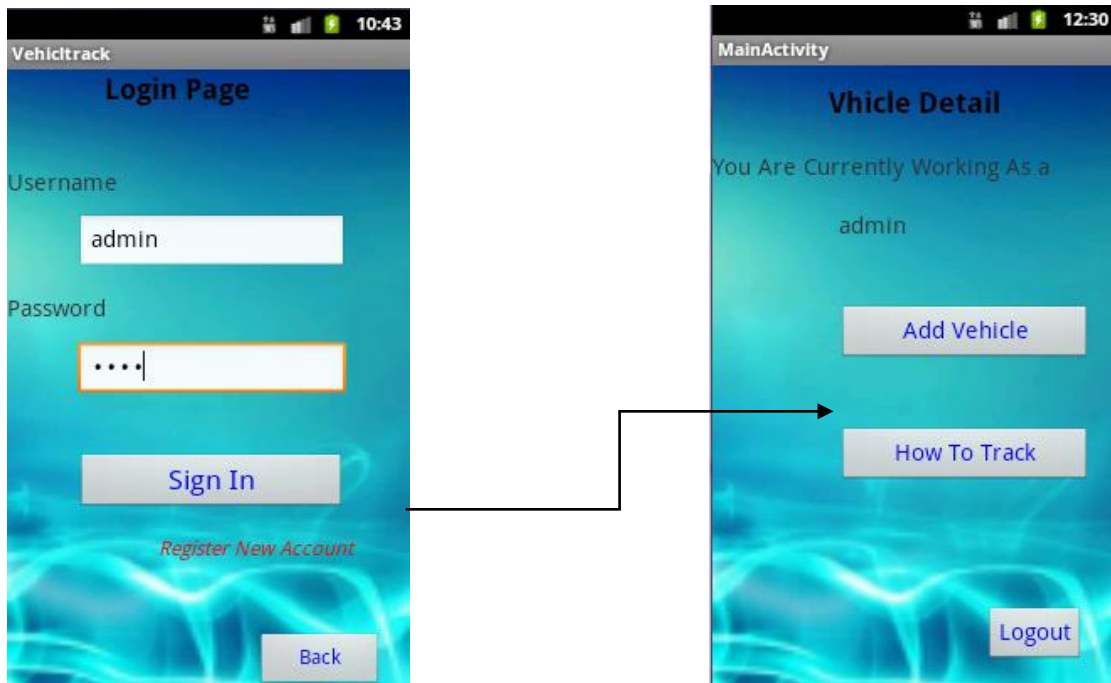 10:43
Vehicltrack
Login Page
Username
admin
Password
••••
Sign In
Register New Account
Back
12:30
MainActivity
Vhicle Detail
You Are Currently Working As a
admin
Add Vehicle
How To Track
Logout